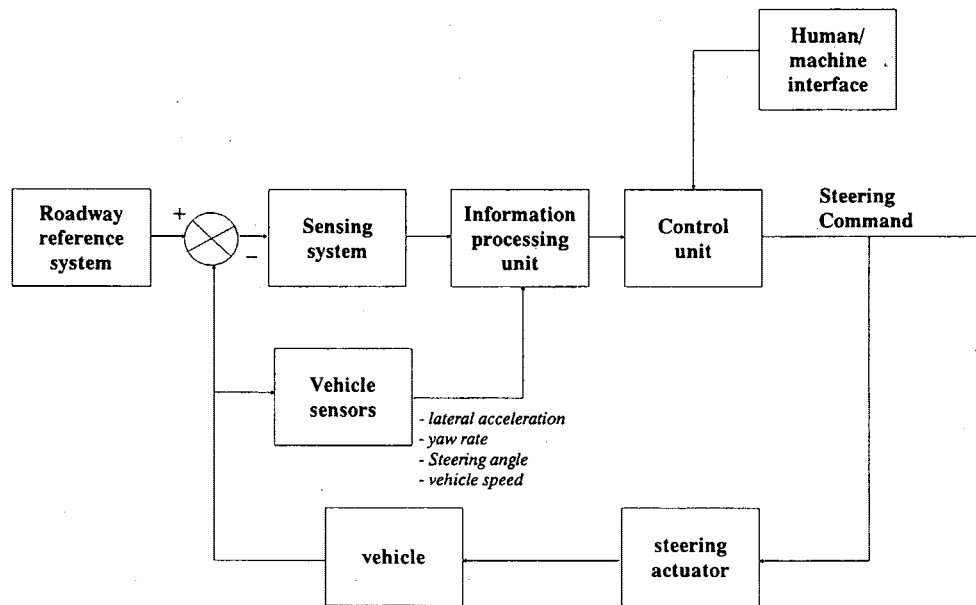 Human/
machine
interface
Roadway
reference
system
+
-
Sensing
system
Information
processing
unit
Control
unit
Steering
Command
Vehicle
sensors
- lateral acceleration
- yaw rate
- Steering angle
- vehicle speed
vehicle
steering
actuator